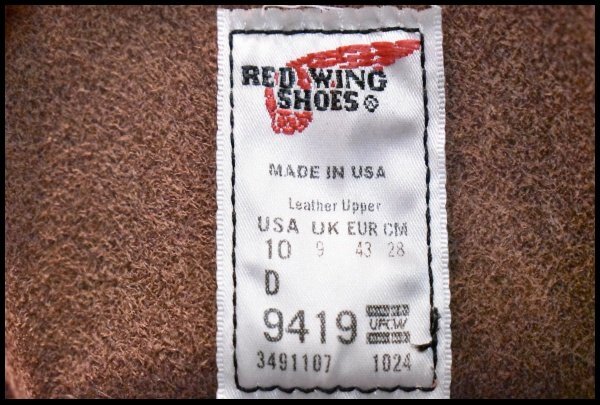 RED WING
SHOES®
MADE IN USA
Leather Upper
USA UK EUR CM
10 9 43 28
D
9419 UFCW
3491107 1024